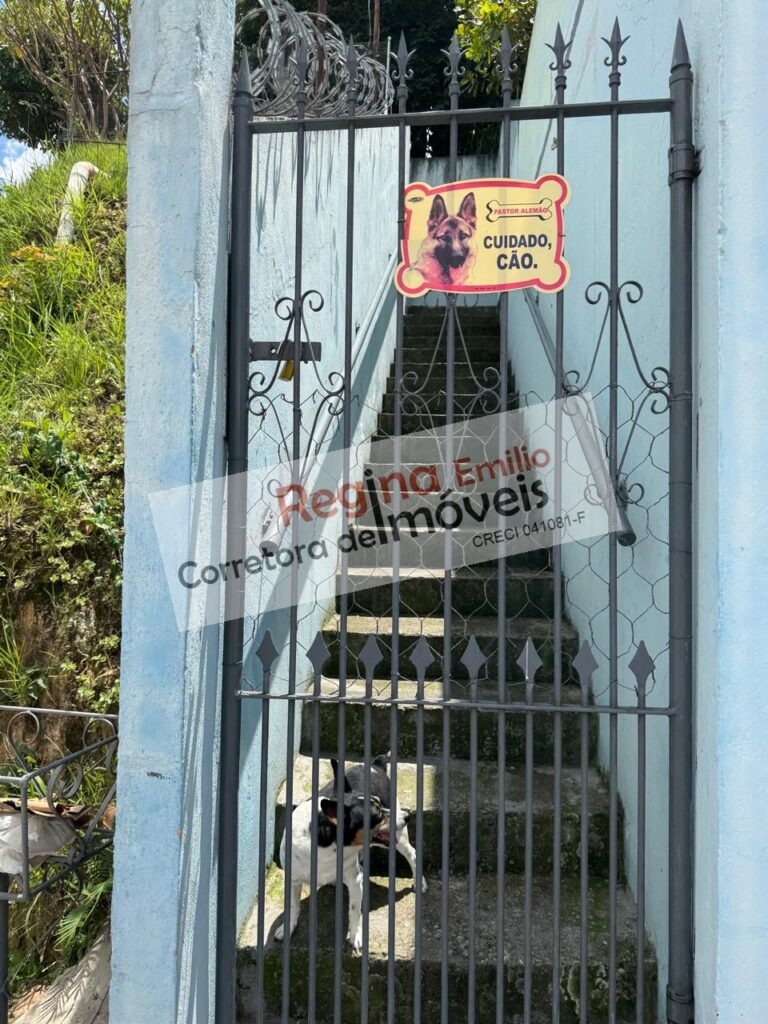 PASTOR ALEMÃO
CUIDADO,
CÃO.
Regina Emilio
Corretora de Imóveis
CRECI 041081-F